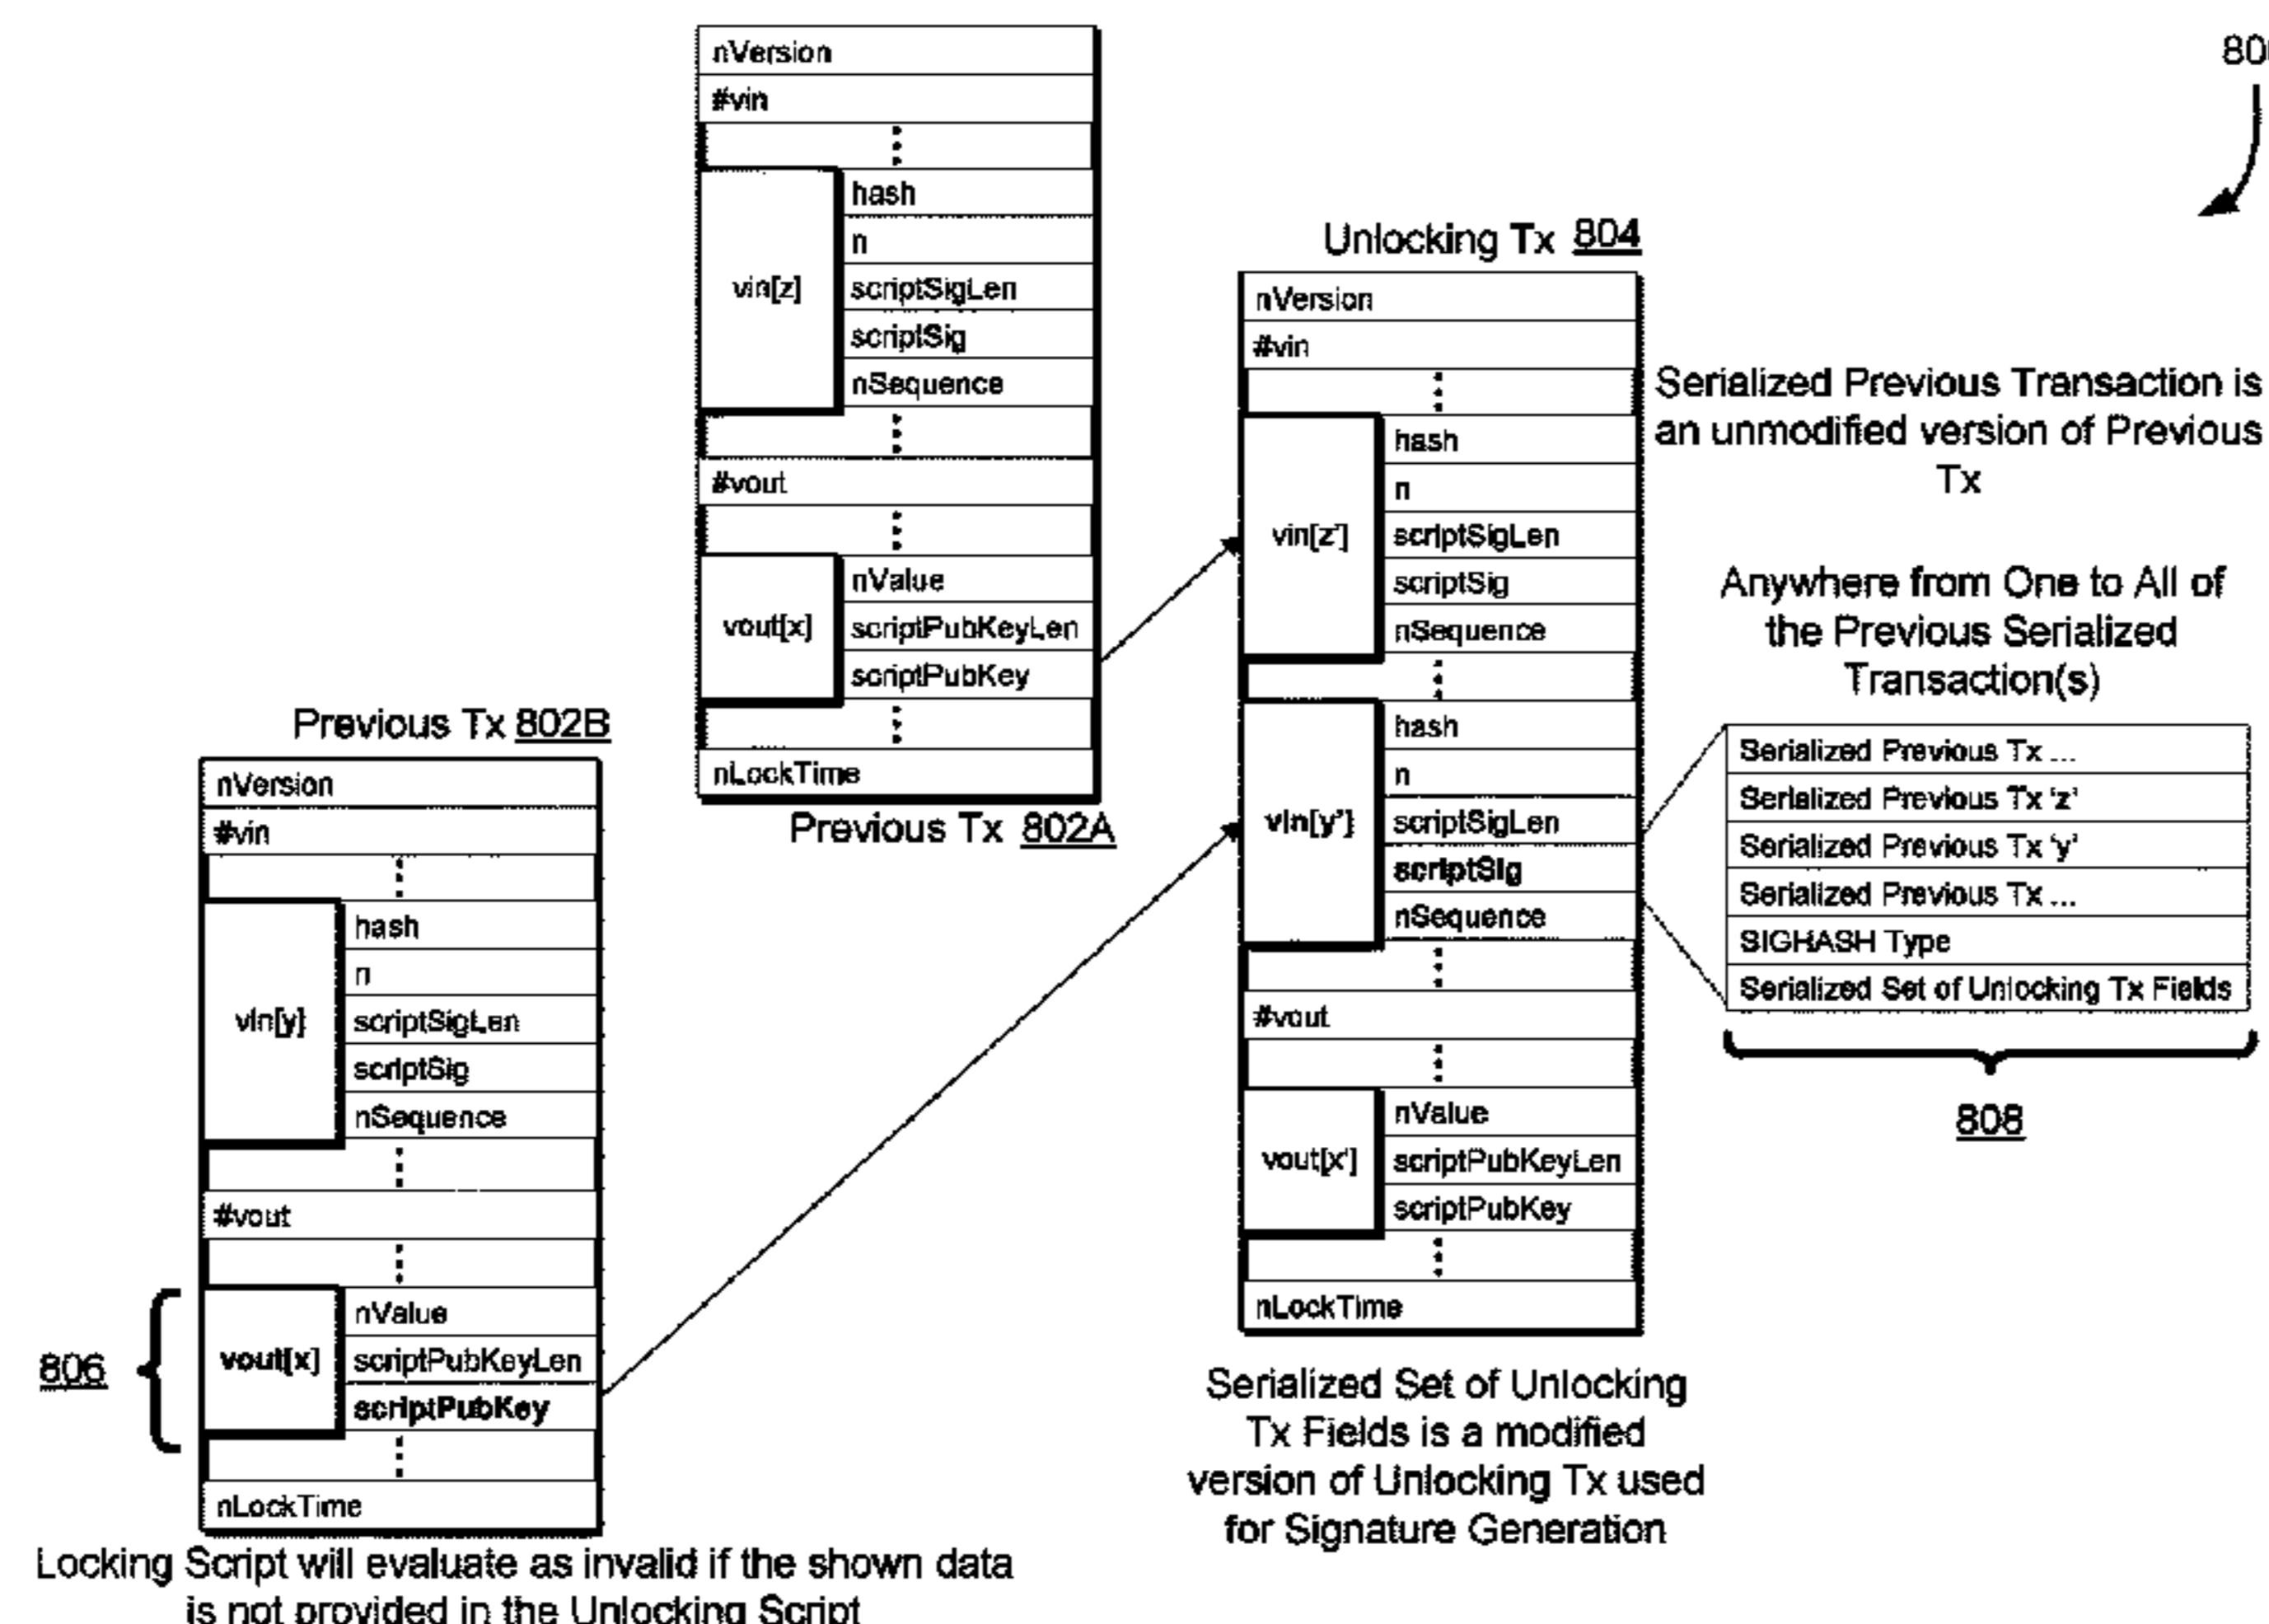 nVersion
#vin
vin[z]
hash
n
scriptSigLen
scriptSig
nSequence
#vout
vout[x]
nValue
scriptPubKeyLen
scriptPubKey
nLockTime
Previous Tx 802A
Previous Tx 802B
nVersion
#vin
vin[y]
hash
n
scriptSigLen
scriptSig
nSequence
#vout
806
vout[x]
nValue
scriptPubKeyLen
scriptPubKey
nLockTime
Locking Script will evaluate as invalid if the shown data
is not provided in the Unlocking Script
Unlocking Tx 804
nVersion
#vin
vin[z']
hash
n
scriptSigLen
scriptSig
nSequence
vin[y']
hash
n
scriptSigLen
scriptSig
nSequence
#vout
vout[x']
nValue
scriptPubKeyLen
scriptPubKey
nLockTime
Serialized Set of Unlocking
Tx Fields is a modified
version of Unlocking Tx used
for Signature Generation
Serialized Previous Transaction is
an unmodified version of Previous
Tx
Anywhere from One to All of
the Previous Serialized
Transaction(s)
Serialized Previous Tx ...
Serialized Previous Tx 'z'
Serialized Previous Tx 'y'
Serialized Previous Tx ...
SIGHASH Type
Serialized Set of Unlocking Tx Fields
808